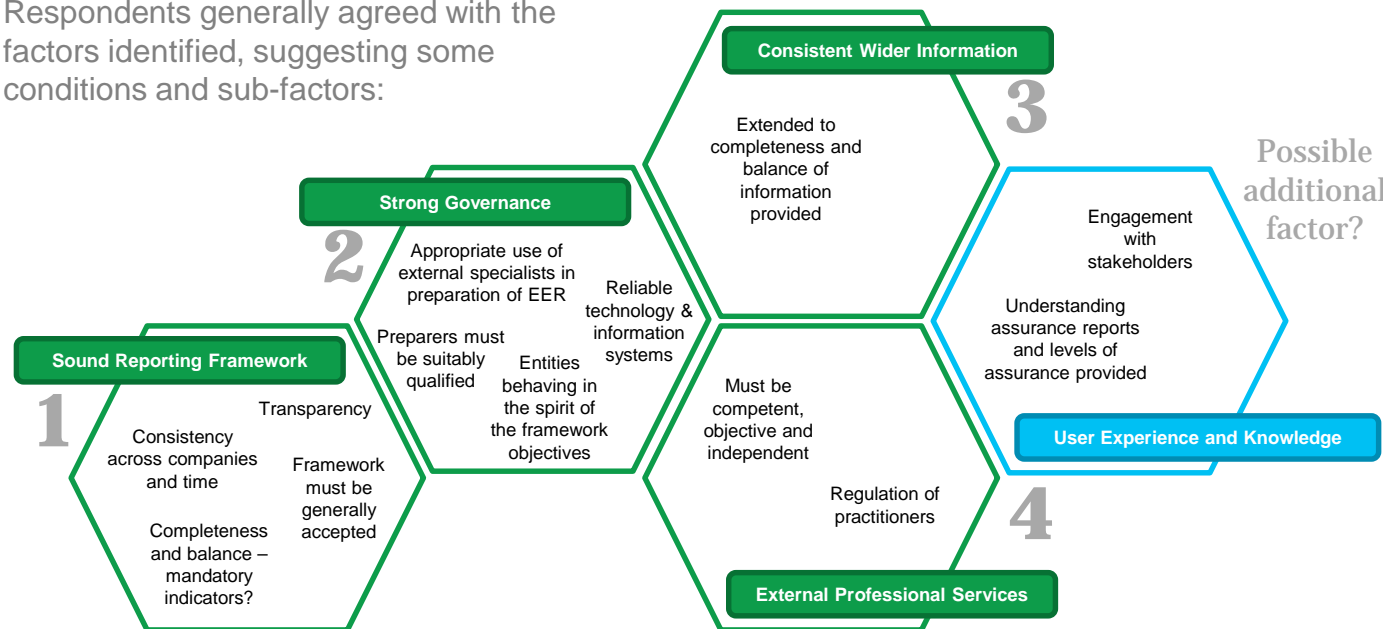 Respondents generally agreed with the
factors identified, suggesting some
conditions and sub-factors:
Sound Reporting Framework
1
Transparency
Consistency
across companies
and time
Framework
must be
generally
accepted
Completeness
and balance –
mandatory
indicators?
Strong Governance
2
Appropriate use of
external specialists in
preparation of EER
Reliable
technology &
information
systems
Preparers must
be suitably
qualified
Entities
behaving in
the spirit of
the framework
objectives
Consistent Wider Information
3
Extended to
completeness and
balance of
information
provided
Must be
competent,
objective and
independent
Regulation of
practitioners
4
External Professional Services
Possible
additional
factor?
Engagement
with
stakeholders
Understanding
assurance reports
and levels of
assurance provided
User Experience and Knowledge